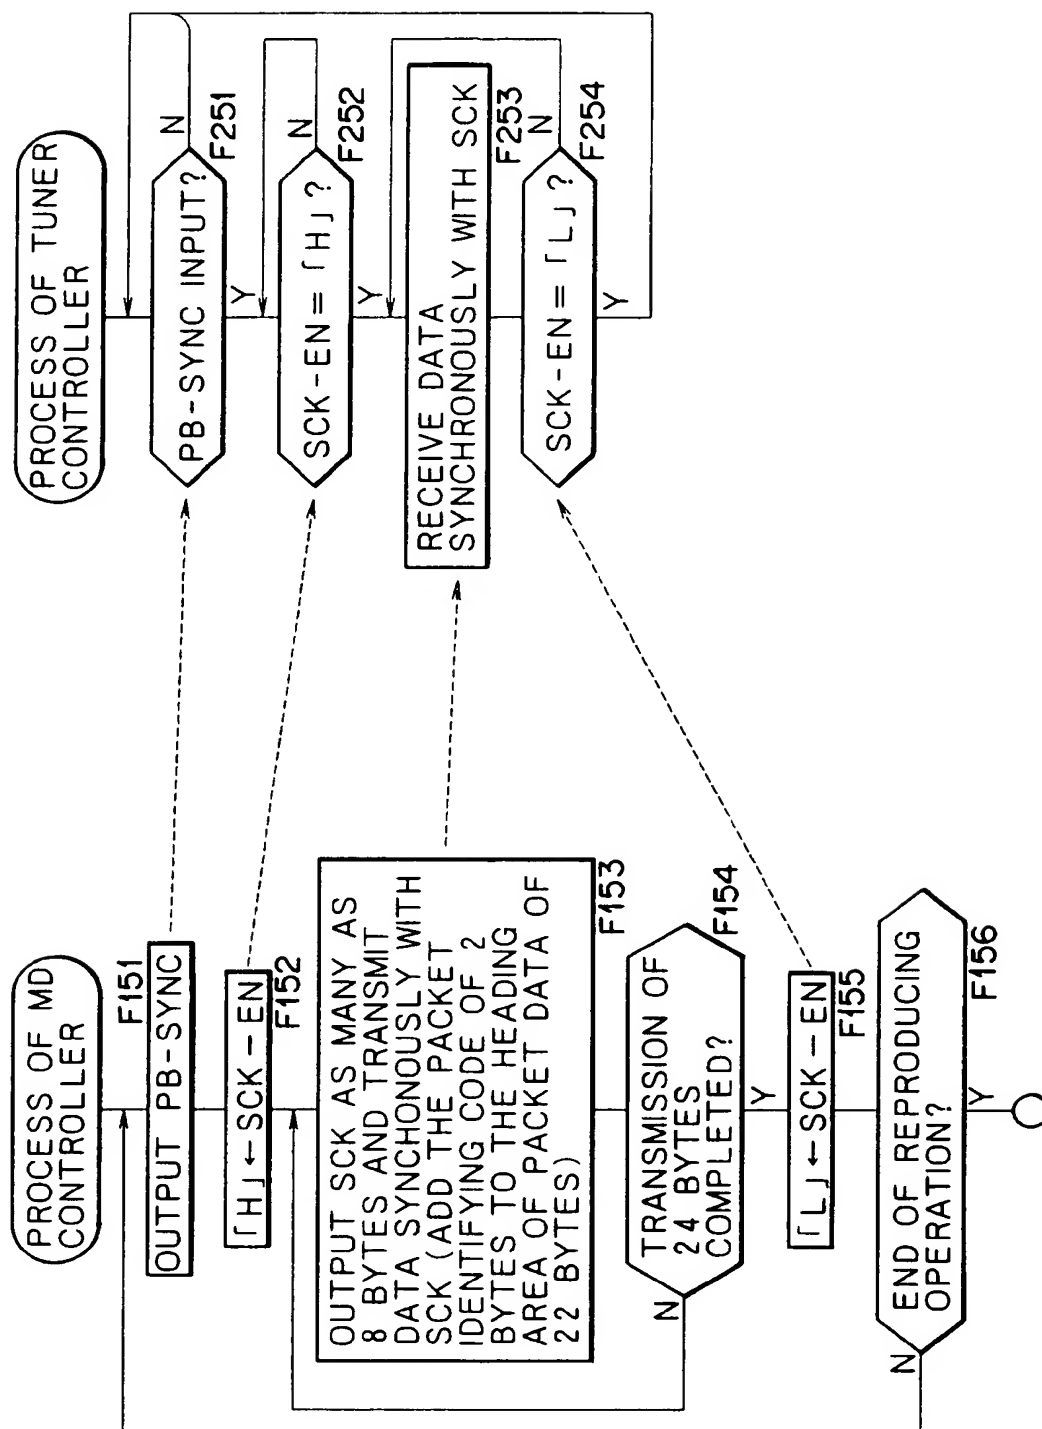 PROCESS OF MD
CONTROLLER
F151
OUTPUT PB-SYNC
「H」←SCK-EN
F152
OUTPUT SCK AS MANY AS
8 BYTES AND TRANSMIT
DATA SYNCHONOUSLY WITH
SCK (ADD THE PACKET
IDENTIFYING CODE OF 2
BYTES TO THE HEADING
AREA OF PACKET DATA OF
22 BYTES)
F153
TRANSMISSION OF
24 BYTES
COMPLETED?
F154
N
Y
「L」←SCK-EN
F155
END OF REPRODUCING
OPERATION?
F156
N
Y
PROCESS OF TUNER
CONTROLLER
PB-SYNC INPUT?
N
F251
Y
SCK-EN=「H」?
N
F252
Y
RECEIVE DATA
SYNCHRONOUSLY WITH SCK
F253
SCK-EN=「L」?
N
F254
Y